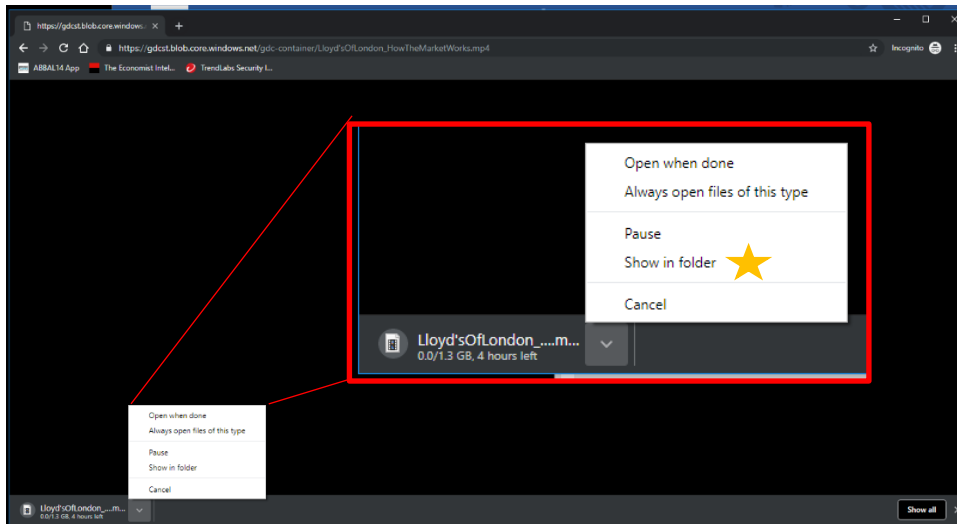 https://gdcst.blob.core.windows./
https://gdcst.blob.core.windows.net/gdc-container/Lloyd'sOfLondon_HowTheMarketWorks.mp4
Incognito
ABBAL14 App
The Economist Intel...
TrendLabs Security I...
Open when done
Always open files of this type
Pause
Show in folder
Cancel
Lloyd'sOfLondon_....m...
0.0/1.3 GB, 4 hours left
Open when done
Always open files of this type
Pause
Show in folder
Cancel
Lloyd'sOfLondon_....m...
0.0/1.3 GB, 4 hours left
Show all